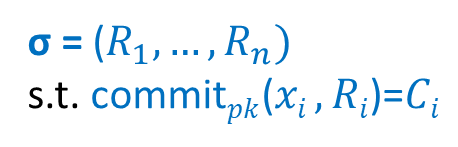 σ = (R₁, ..., Rₙ)
s.t. commitₚₖ(xᵢ , Rᵢ)=Cᵢ